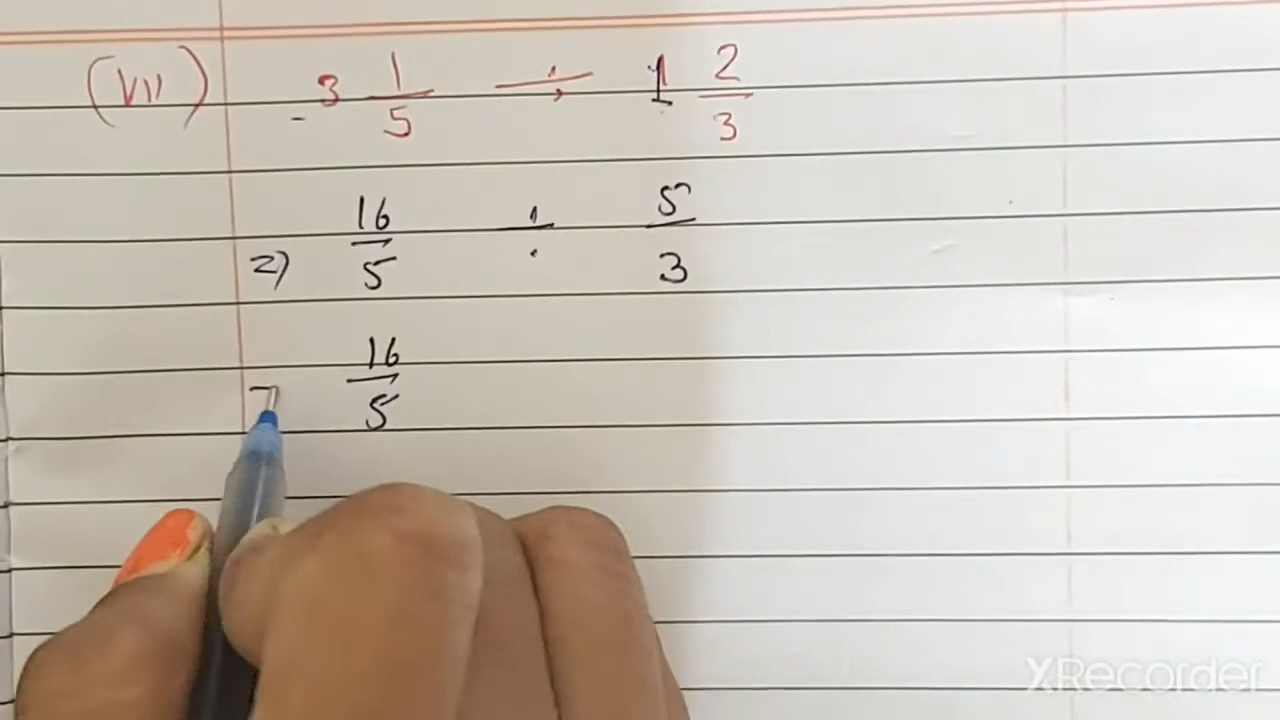 (VII) 3 1/5 ÷ 1 2/3
=) 16/5 ÷ 5/3
16/5
XRecorder